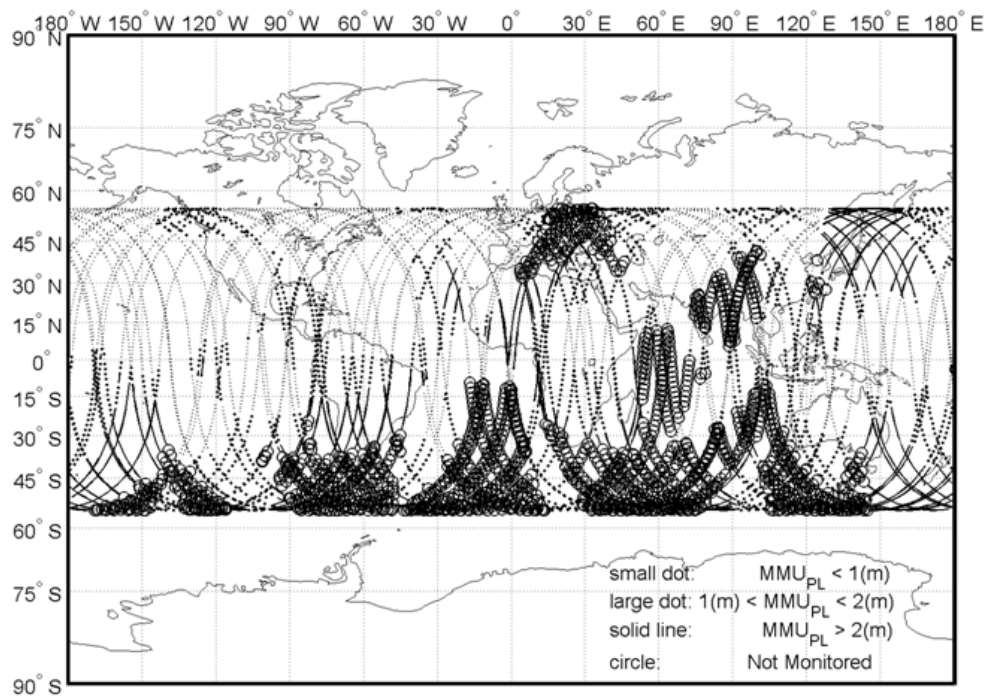 180° W 150° W 120° W 90° W 60° W 30° W 0° 30° E 60° E 90° E 120° E 150° E 180° E
90° N
75° N
60° N
45° N
30° N
15° N
0°
15° S
30° S
45° S
60° S
75° S
90° S
small dot: MMU_PL < 1(m)
large dot: 1(m) < MMU_PL < 2(m)
solid line: MMU_PL > 2(m)
circle: Not Monitored